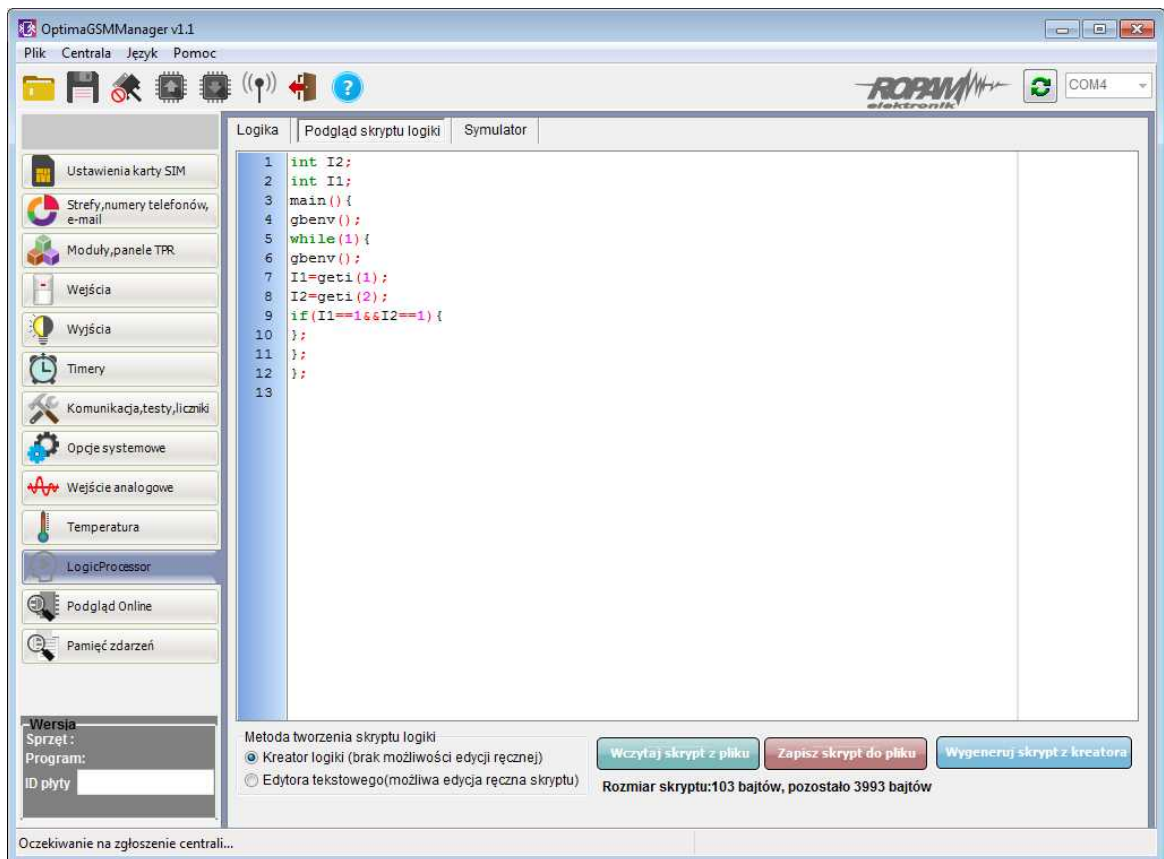 OptimaGSMManager v1.1
Plik Centrala Język Pomoc
ROPAM elektronik
COM4
Logika Podgląd skryptu logiki Symulator
Ustawienia karty SIM
Strefy,numery telefonów,
e-mail
Moduły,panele TPR
Wejścia
Wyjścia
Timery
Komunikacja,testy,liczniki
Opcje systemowe
Wejście analogowe
Temperatura
LogicProcessor
Podgląd Online
Pamięć zdarzeń
1 int I2;
2 int I1;
3 main(){
4 gbenv();
5 while(1){
6 gbenv();
7 I1=geti(1);
8 I2=geti(2);
9 if(I1==1&&I2==1){
10 };
11 };
12 };
13
Wersja
Sprzęt :
Program:
ID płyty
Metoda tworzenia skryptu logiki
Kreator logiki (brak możliwości edycji ręcznej)
Edytora tekstowego(możliwa edycja ręczna skryptu)
Wczytaj skrypt z pliku
Zapisz skrypt do pliku
Wygeneruj skrypt z kreatora
Rozmiar skryptu:103 bajtów, pozostało 3993 bajtów
Oczekiwanie na zgłoszenie centrali...